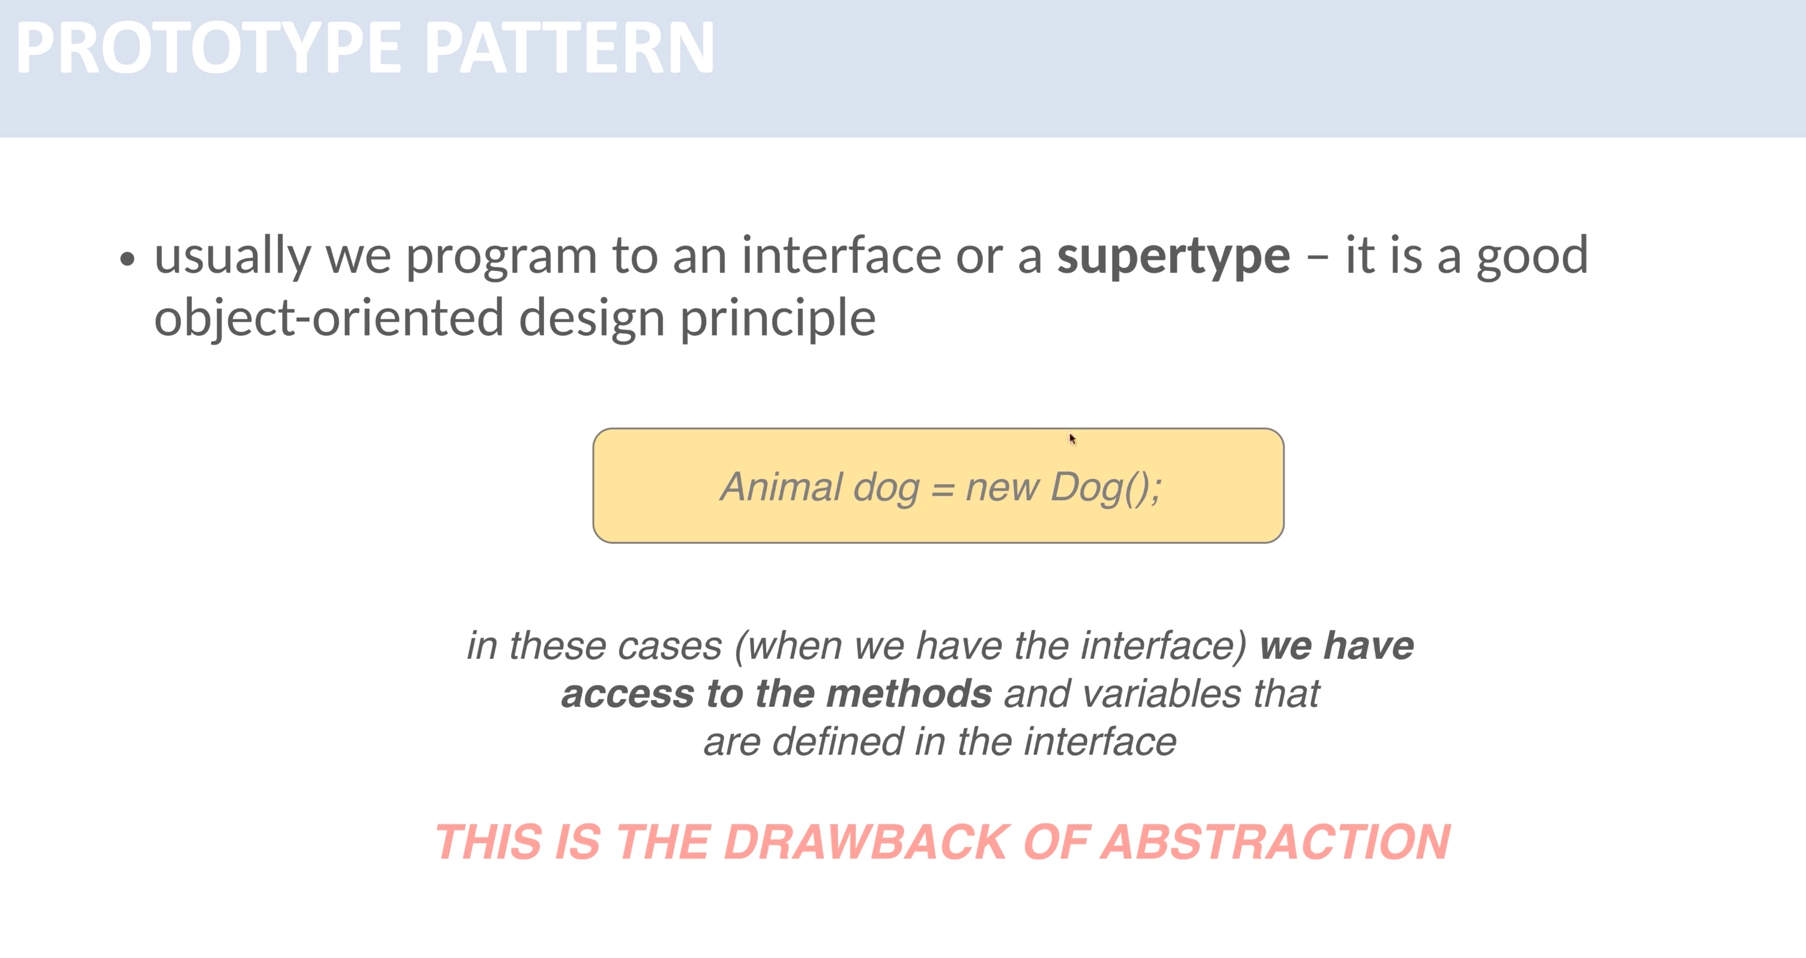 PROTOTYPE PATTERN
• usually we program to an interface or a supertype – it is a good
object-oriented design principle
Animal dog = new Dog();
in these cases (when we have the interface) we have
access to the methods and variables that
are defined in the interface
THIS IS THE DRAWBACK OF ABSTRACTION